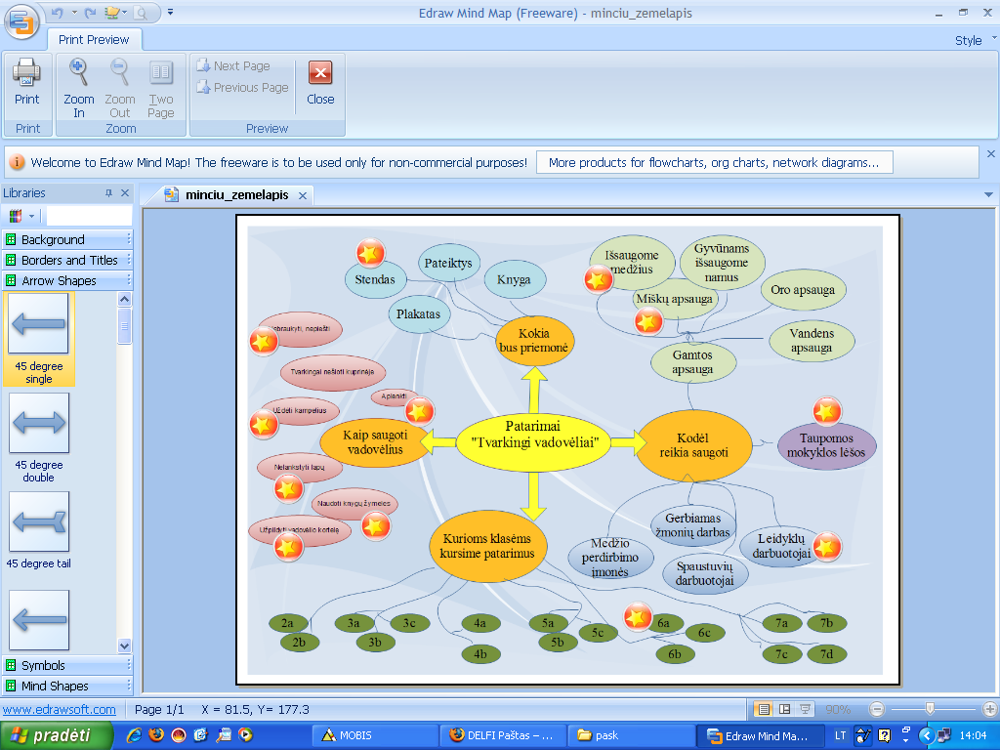 Edraw Mind Map (Freeware) - minciu_zemelapis
Print Preview
Style
Print
Zoom In
Zoom Out
Two Page
Next Page
Previous Page
Close
Print
Zoom
Preview
Welcome to Edraw Mind Map! The freeware is to be used only for non-commercial purposes!
More products for flowcharts, org charts, network diagrams...
Libraries
minciu_zemelapis
Background
Borders and Titles
Arrow Shapes
45 degree
single
45 degree
double
45 degree tail
Symbols
Mind Shapes
Stendas
Pateiktys
Knyga
Plakatas
Kokia
bus priemonė
Išsaugome
medžius
Gyvūnams
išsaugome
namus
Miškų apsauga
Oro apsauga
Vandens
apsauga
Gamtos
apsauga
nepiešti
Tvarkingai nešioti kuprinėje
Aplenkti
Uždėti kampelius
Kaip saugoti
vadovėlius
Patarimai
"Tvarkingi vadovėliai"
Kodėl
reikia saugoti
Taupomos
mokyklos lėšos
Nelankstyti lapų
Naudoti knygų žymeles
Užpildyti vadovėlio kortelę
Kurioms klasėms
kursime patarimus
Medžio
perdirbimo
įmonės
Gerbiamas
žmonių darbas
Spaustuvių
darbuotojai
Leidyklų
darbuotojai
2a
2b
3a
3b
3c
4a
4b
5a
5b
5c
6a
6b
6c
7a
7b
7c
7d
www.edrawsoft.com
Page 1/1
X = 81.5, Y= 177.3
90%
pradėti
MOBIS
DELFI Paštas – ...
pask
Edraw Mind Ma...
LT
14:04